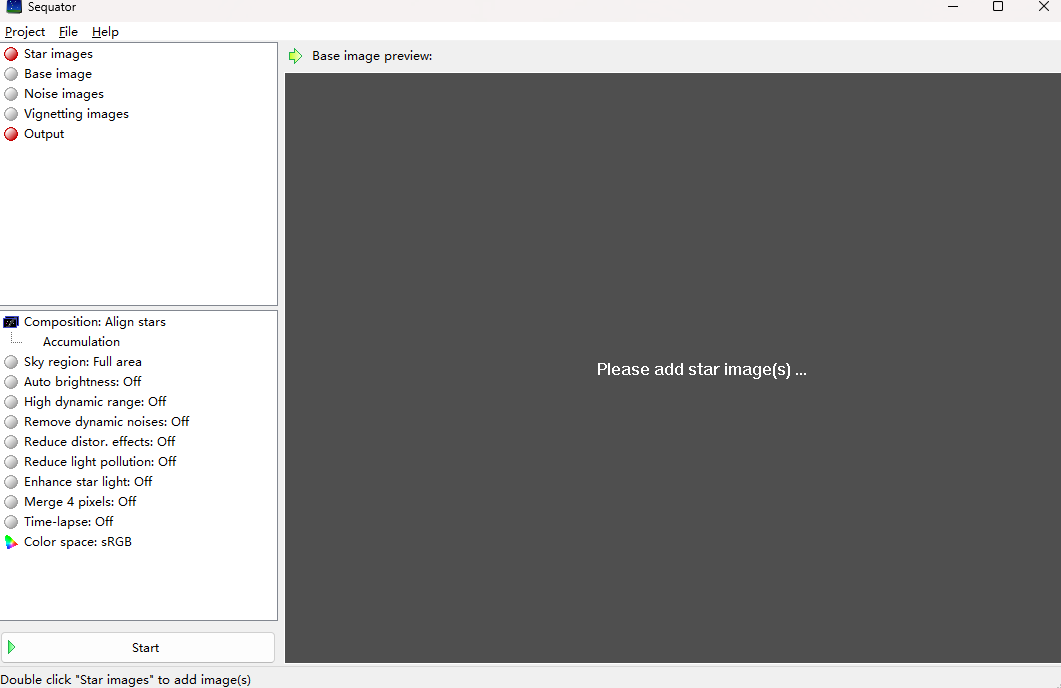 Sequator
Project File Help
Star images
Base image
Noise images
Vignetting images
Output
Base image preview:
Please add star image(s) ...
Composition: Align stars
Accumulation
Sky region: Full area
Auto brightness: Off
High dynamic range: Off
Remove dynamic noises: Off
Reduce distor. effects: Off
Reduce light pollution: Off
Enhance star light: Off
Merge 4 pixels: Off
Time-lapse: Off
Color space: sRGB
Start
Double click "Star images" to add image(s)